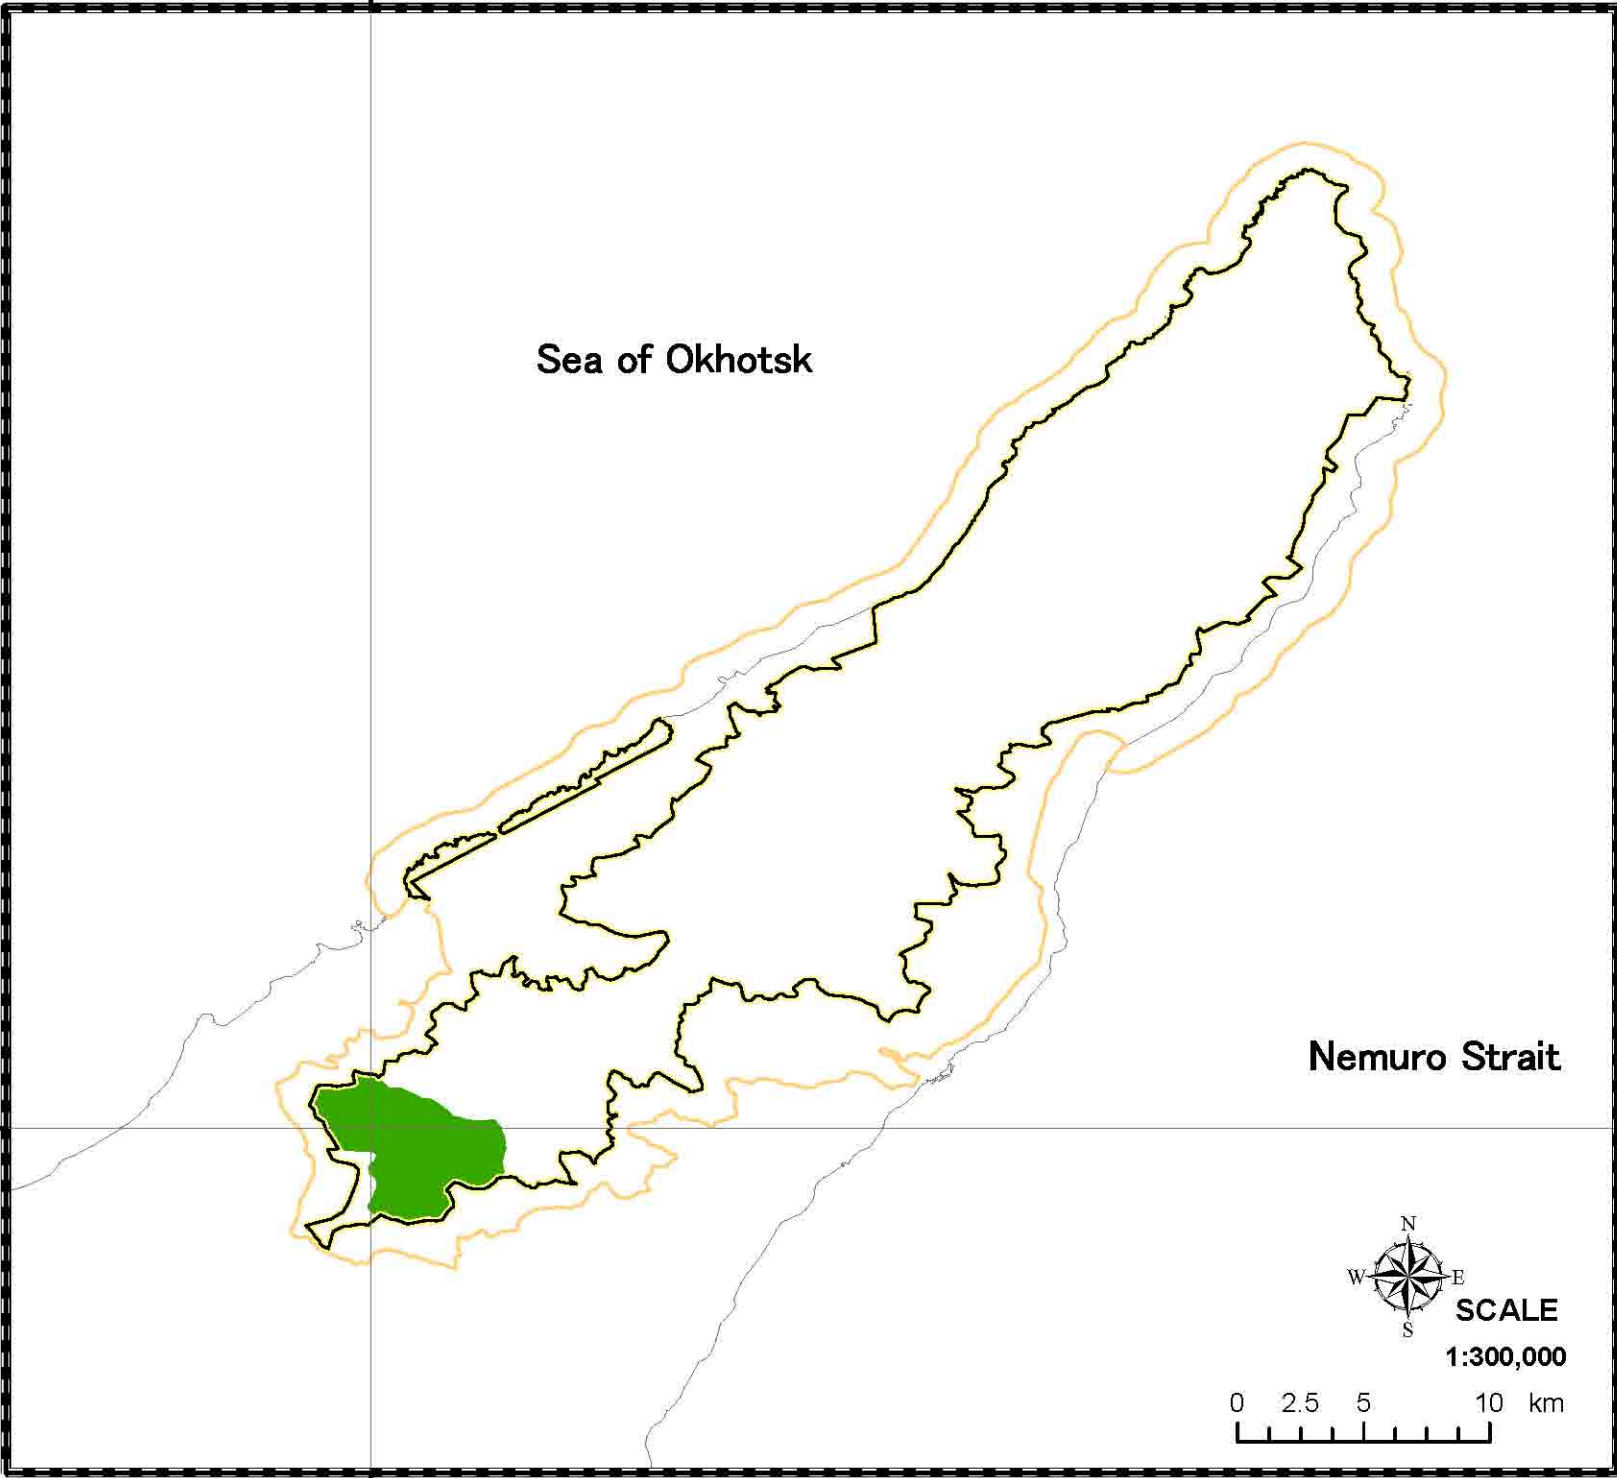 Sea of Okhotsk
Nemuro Strait
N
W E
S
SCALE
1:300,000
0 2.5 5 10 km